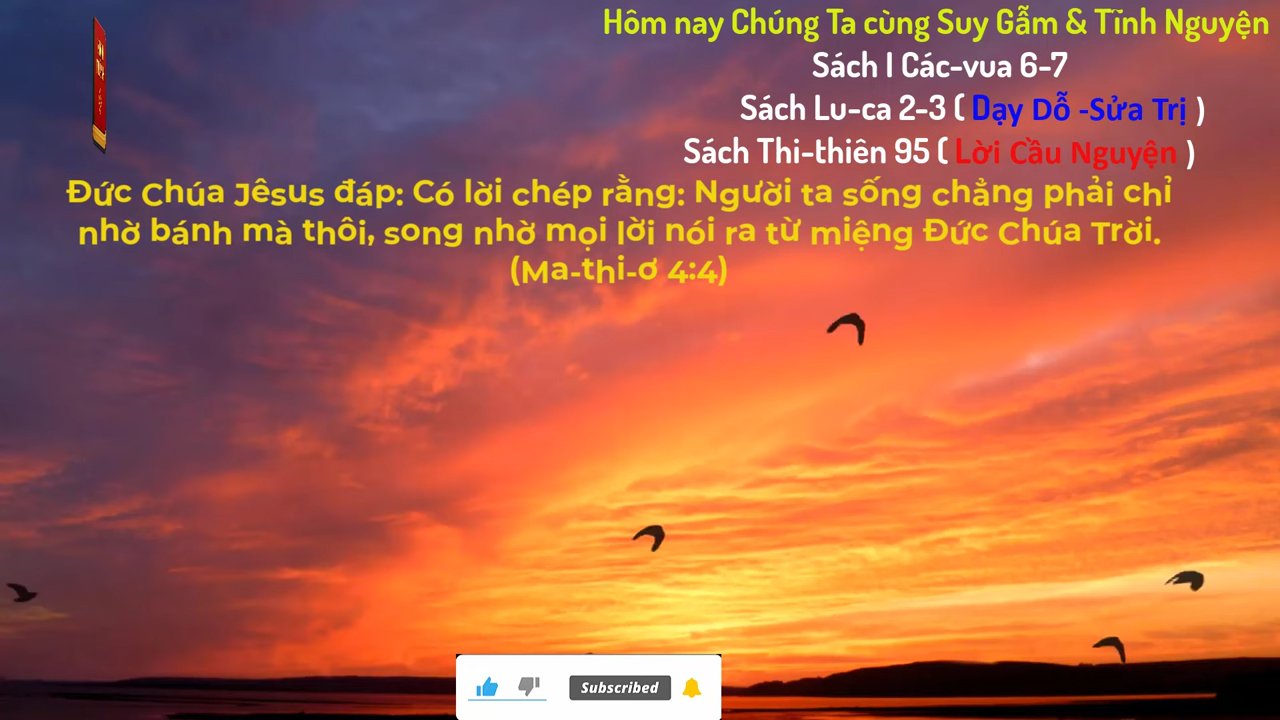 Hôm nay Chúng Ta cùng Suy Gẫm & Tĩnh Nguyện
Sách I Các-vua 6-7
Sách Lu-ca 2-3 ( Dạy Dỗ -Sửa Trị )
Sách Thi-thiên 95 ( Lời Cầu Nguyện )
Đức Chúa Jêsus đáp: Có lời chép rằng: Người ta sống chẳng phải chỉ
nhờ bánh mà thôi, song nhờ mọi lời nói ra từ miệng Đức Chúa Trời.
(Ma-thi-ơ 4:4)
Subscribed